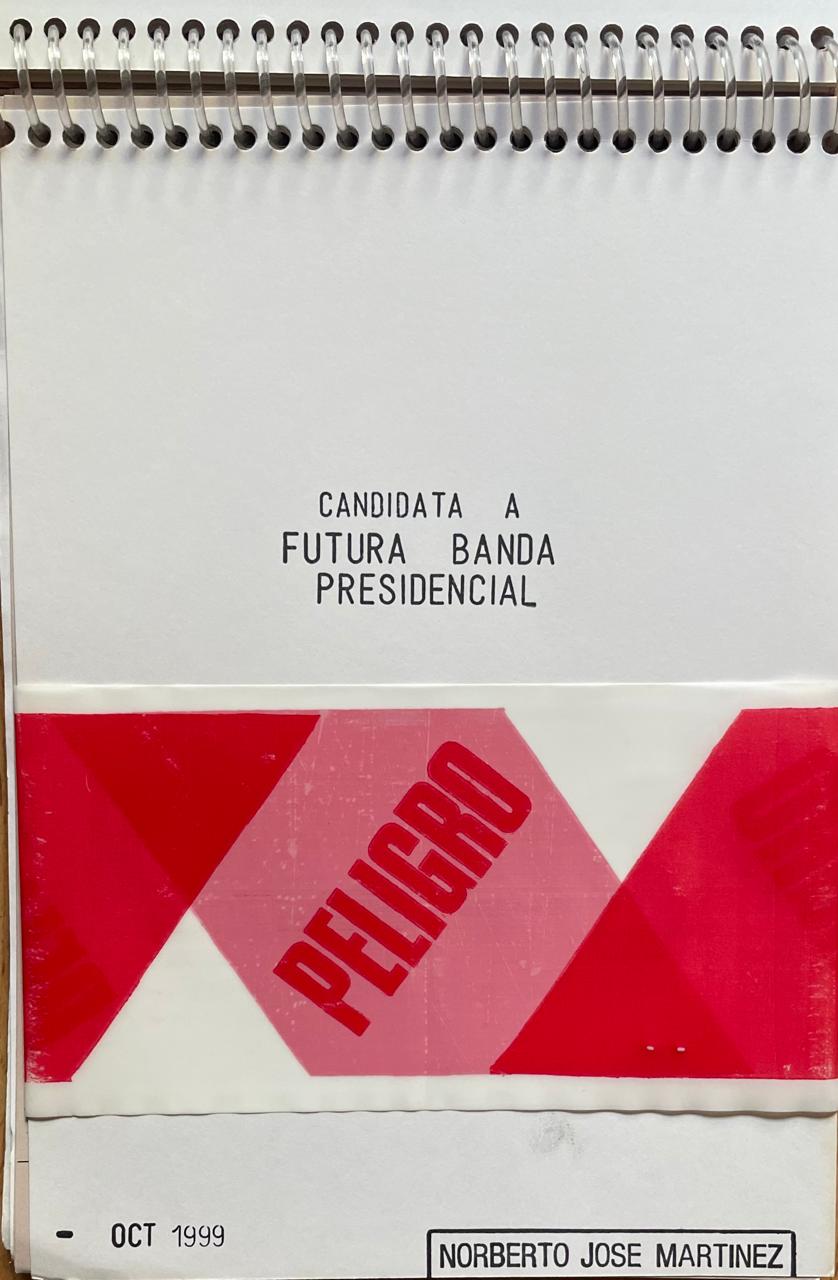 CANDIDATA A
FUTURA BANDA
PRESIDENCIAL
PELIGRO
- OCT 1999
NORBERTO JOSE MARTINEZ